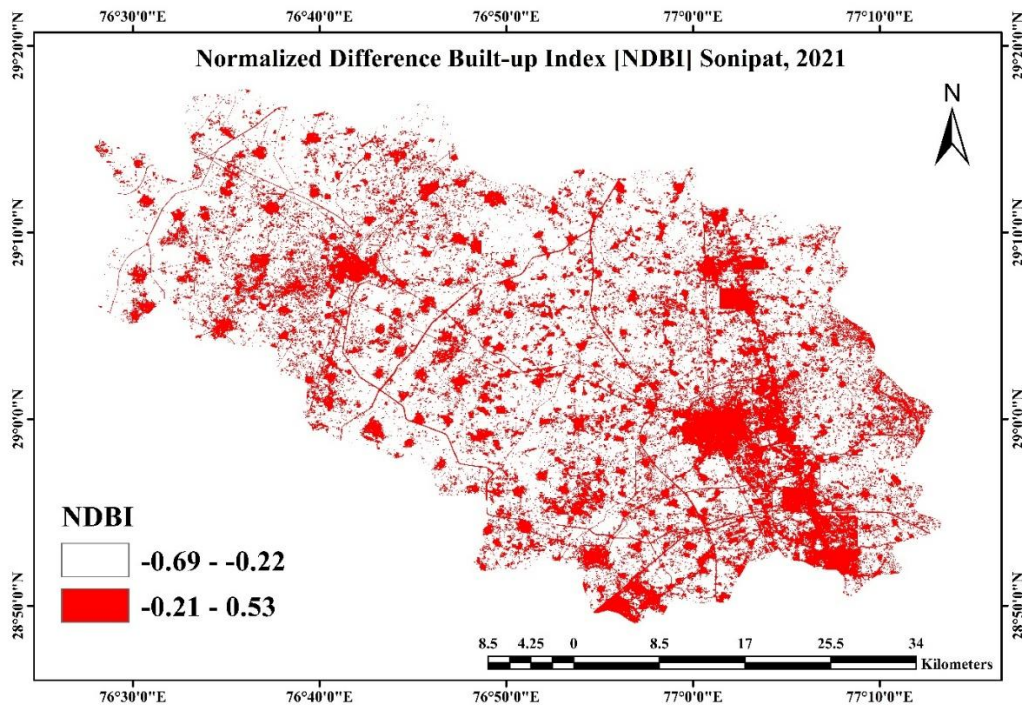 76°30'0"E 76°40'0"E 76°50'0"E 77°0'0"E 77°10'0"E
29°20'0"N 29°20'0"N
Normalized Difference Built-up Index [NDBI] Sonipat, 2021
N
29°10'0"N 29°10'0"N
29°0'0"N 29°0'0"N
NDBI
-0.69 - -0.22
-0.21 - 0.53
28°50'0"N 28°50'0"N
8.5 4.25 0 8.5 17 25.5 34
Kilometers
76°30'0"E 76°40'0"E 76°50'0"E 77°0'0"E 77°10'0"E